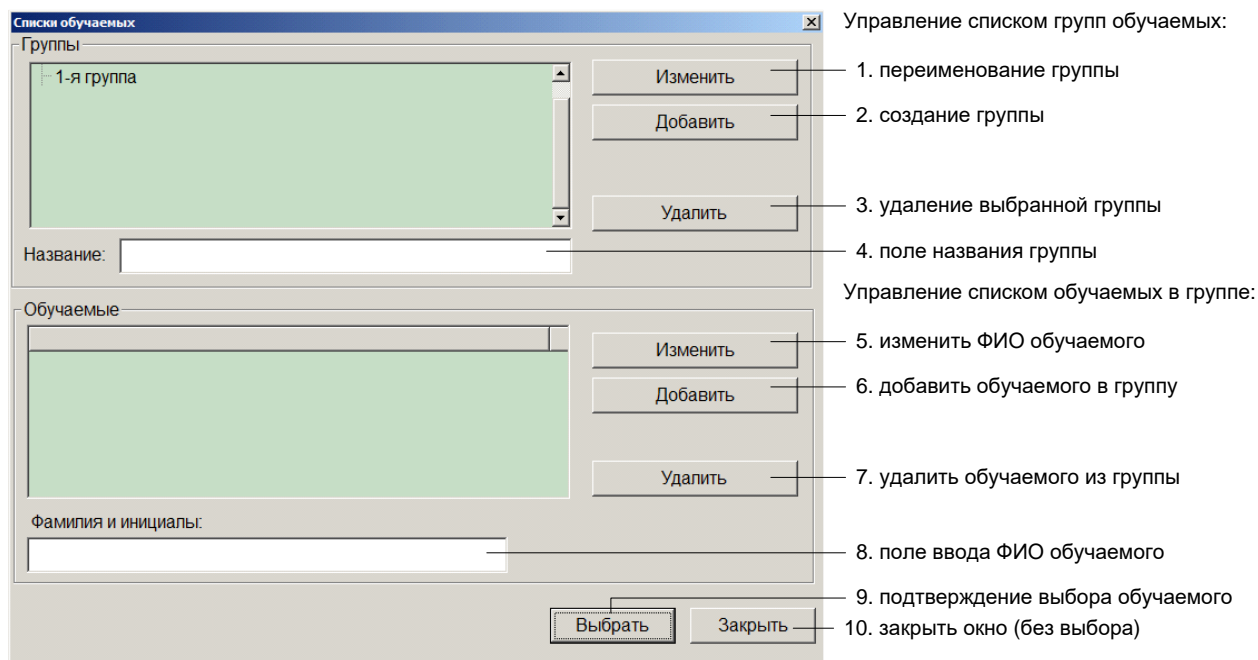 Списки обучаемых
Управление списком групп обучаемых:
Группы
1-я группа
Изменить
1. переименование группы
Добавить
2. создание группы
Удалить
3. удаление выбранной группы
Название:
4. поле названия группы
Управление списком обучаемых в группе:
Обучаемые
Изменить
5. изменить ФИО обучаемого
Добавить
6. добавить обучаемого в группу
Удалить
7. удалить обучаемого из группы
Фамилия и инициалы:
8. поле ввода ФИО обучаемого
9. подтверждение выбора обучаемого
Выбрать
Закрыть
10. закрыть окно (без выбора)